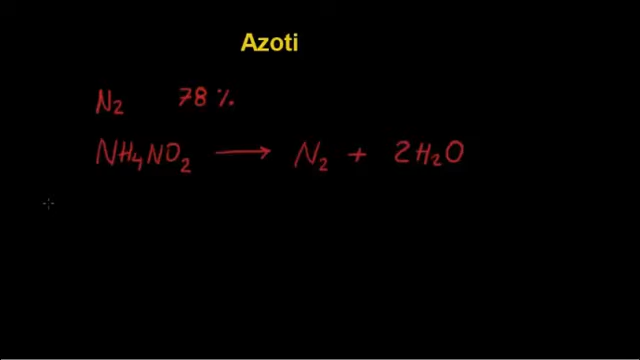 Azoti
N₂ 78 %
NH₄NO₂ ⟶ N₂ + 2H₂O